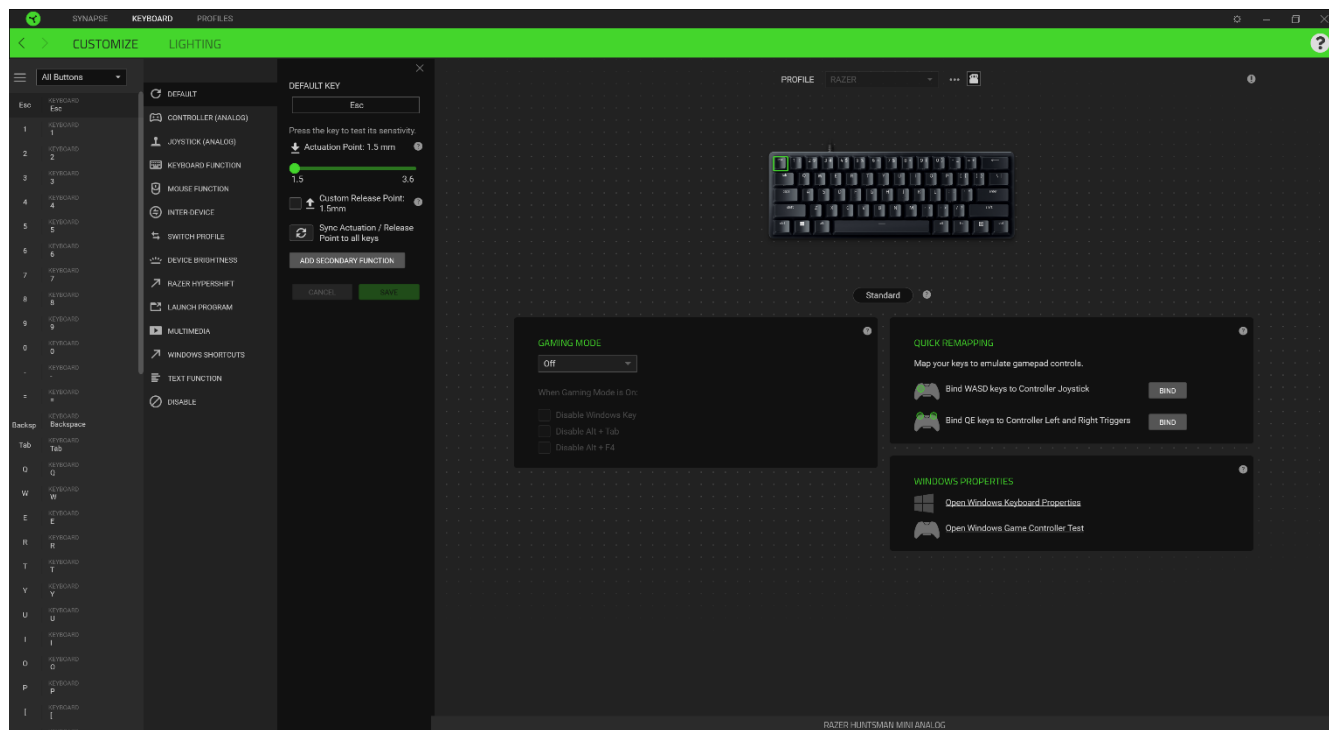 SYNAPSE KEYBOARD PROFILES
CUSTOMIZE LIGHTING
?
All Buttons
Esc KEYBOARD
Esc
1 KEYBOARD
1
2 KEYBOARD
2
3 KEYBOARD
3
4 KEYBOARD
4
5 KEYBOARD
5
6 KEYBOARD
6
7 KEYBOARD
7
8 KEYBOARD
8
9 KEYBOARD
9
0 KEYBOARD
0
- KEYBOARD
-
= KEYBOARD
=
Backsp KEYBOARD
Backspace
Tab KEYBOARD
Tab
Q KEYBOARD
Q
W KEYBOARD
W
E KEYBOARD
E
R KEYBOARD
R
T KEYBOARD
T
Y KEYBOARD
Y
U KEYBOARD
U
I KEYBOARD
I
O KEYBOARD
O
P KEYBOARD
P
[ KEYBOARD
[
DEFAULT
CONTROLLER (ANALOG)
JOYSTICK (ANALOG)
KEYBOARD FUNCTION
MOUSE FUNCTION
INTER-DEVICE
SWITCH PROFILE
DEVICE BRIGHTNESS
RAZER HYPERSHIFT
LAUNCH PROGRAM
MULTIMEDIA
WINDOWS SHORTCUTS
TEXT FUNCTION
DISABLE
DEFAULT KEY
Esc
Press the key to test its senstivity.
Actuation Point: 1.5 mm ?
1.5 3.6
Custom Release Point: ?
1.5mm
Sync Actuation / Release
Point to all keys
ADD SECONDARY FUNCTION
CANCEL SAVE
PROFILE RAZER
Standard ?
GAMING MODE ?
Off
When Gaming Mode is On:
Disable Windows Key
Disable Alt + Tab
Disable Alt + F4
QUICK REMAPPING ?
Map your keys to emulate gamepad controls.
Bind WASD keys to Controller Joystick BIND
Bind QE keys to Controller Left and Right Triggers BIND
WINDOWS PROPERTIES ?
Open Windows Keyboard Properties
Open Windows Game Controller Test
RAZER HUNTSMAN MINI ANALOG